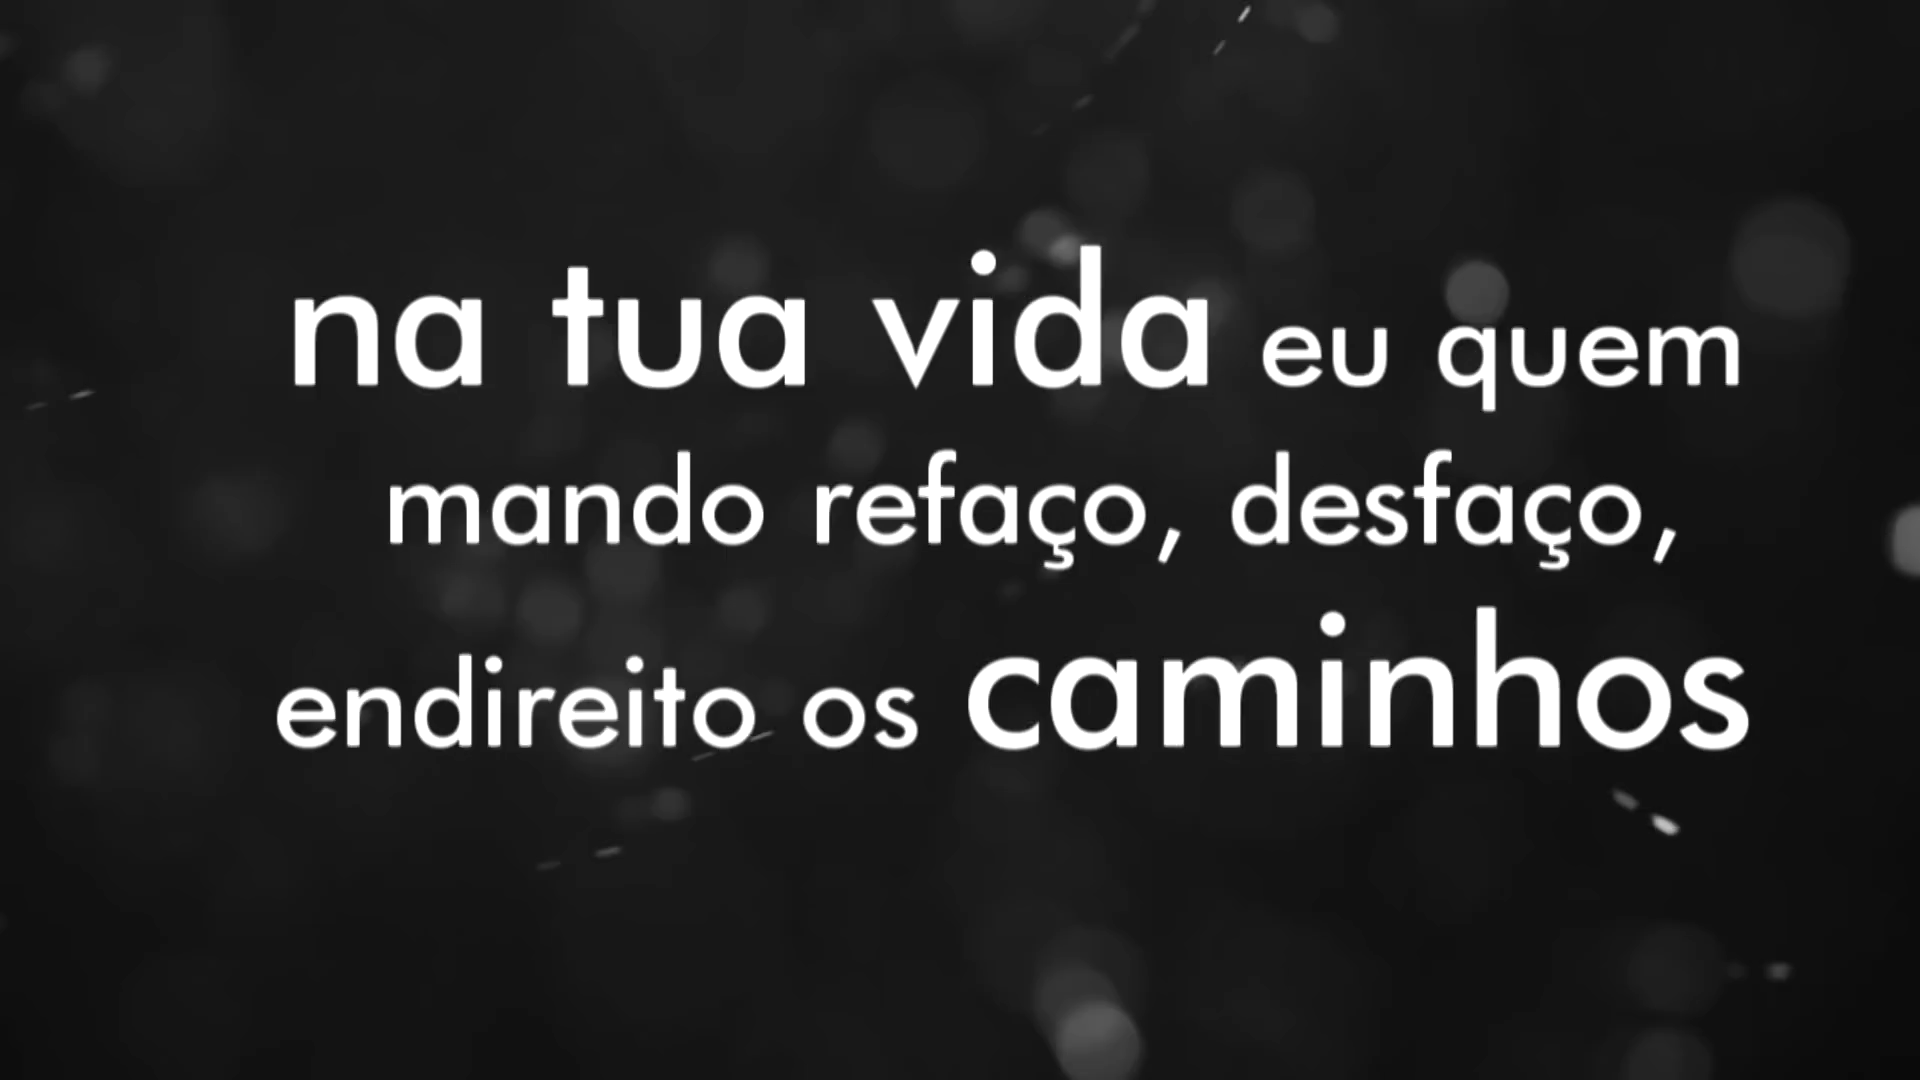 na tua vida eu quem
mando refaço, desfaço,
endireito os caminhos